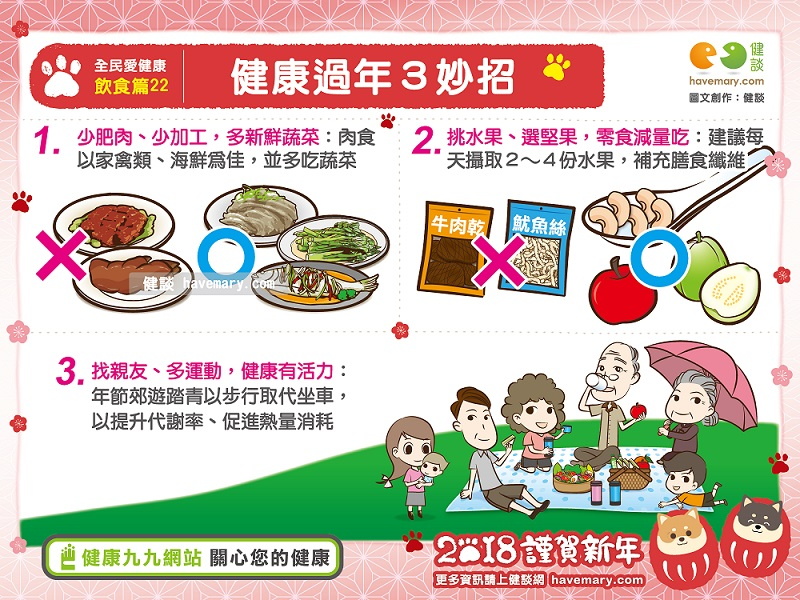 全民愛健康
飲食篇22
健康過年3妙招
健談
havemary.com
圖文創作：健談
1. 少肥肉、少加工，多新鮮蔬菜：肉食
以家禽類、海鮮為佳，並多吃蔬菜
2. 挑水果、選堅果，零食減量吃：建議每
天攝取2～4份水果，補充膳食纖維
牛肉乾
魷魚絲
健談 havemary.com
3. 找親友、多運動，健康有活力：
年節郊遊踏青以步行取代坐車，
以提升代謝率、促進熱量消耗
健康九九網站 關心您的健康
2018謹賀新年
更多資訊請上健談網 havemary.com